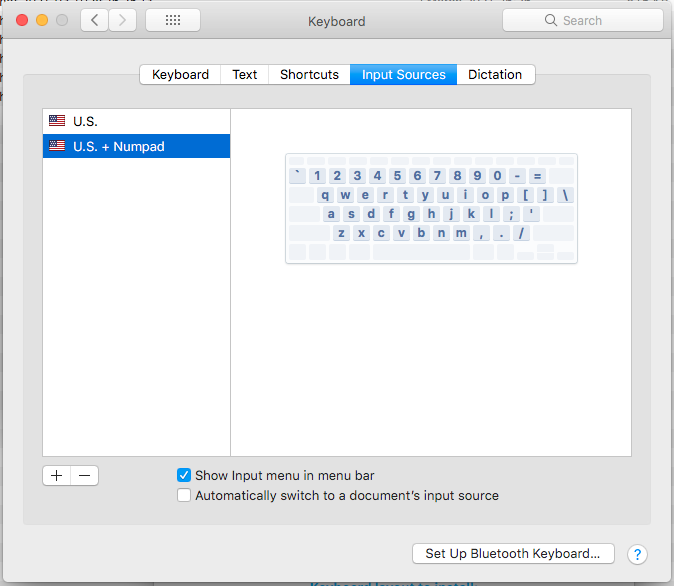 Keyboard
Search
Keyboard Text Shortcuts Input Sources Dictation
U.S.
U.S. + Numpad
` 1 2 3 4 5 6 7 8 9 0 - =
q w e r t y u i o p [ ] \
a s d f g h j k l ; '
z x c v b n m , . /
+ −
Show Input menu in menu bar
Automatically switch to a document's input source
Set Up Bluetooth Keyboard... ?